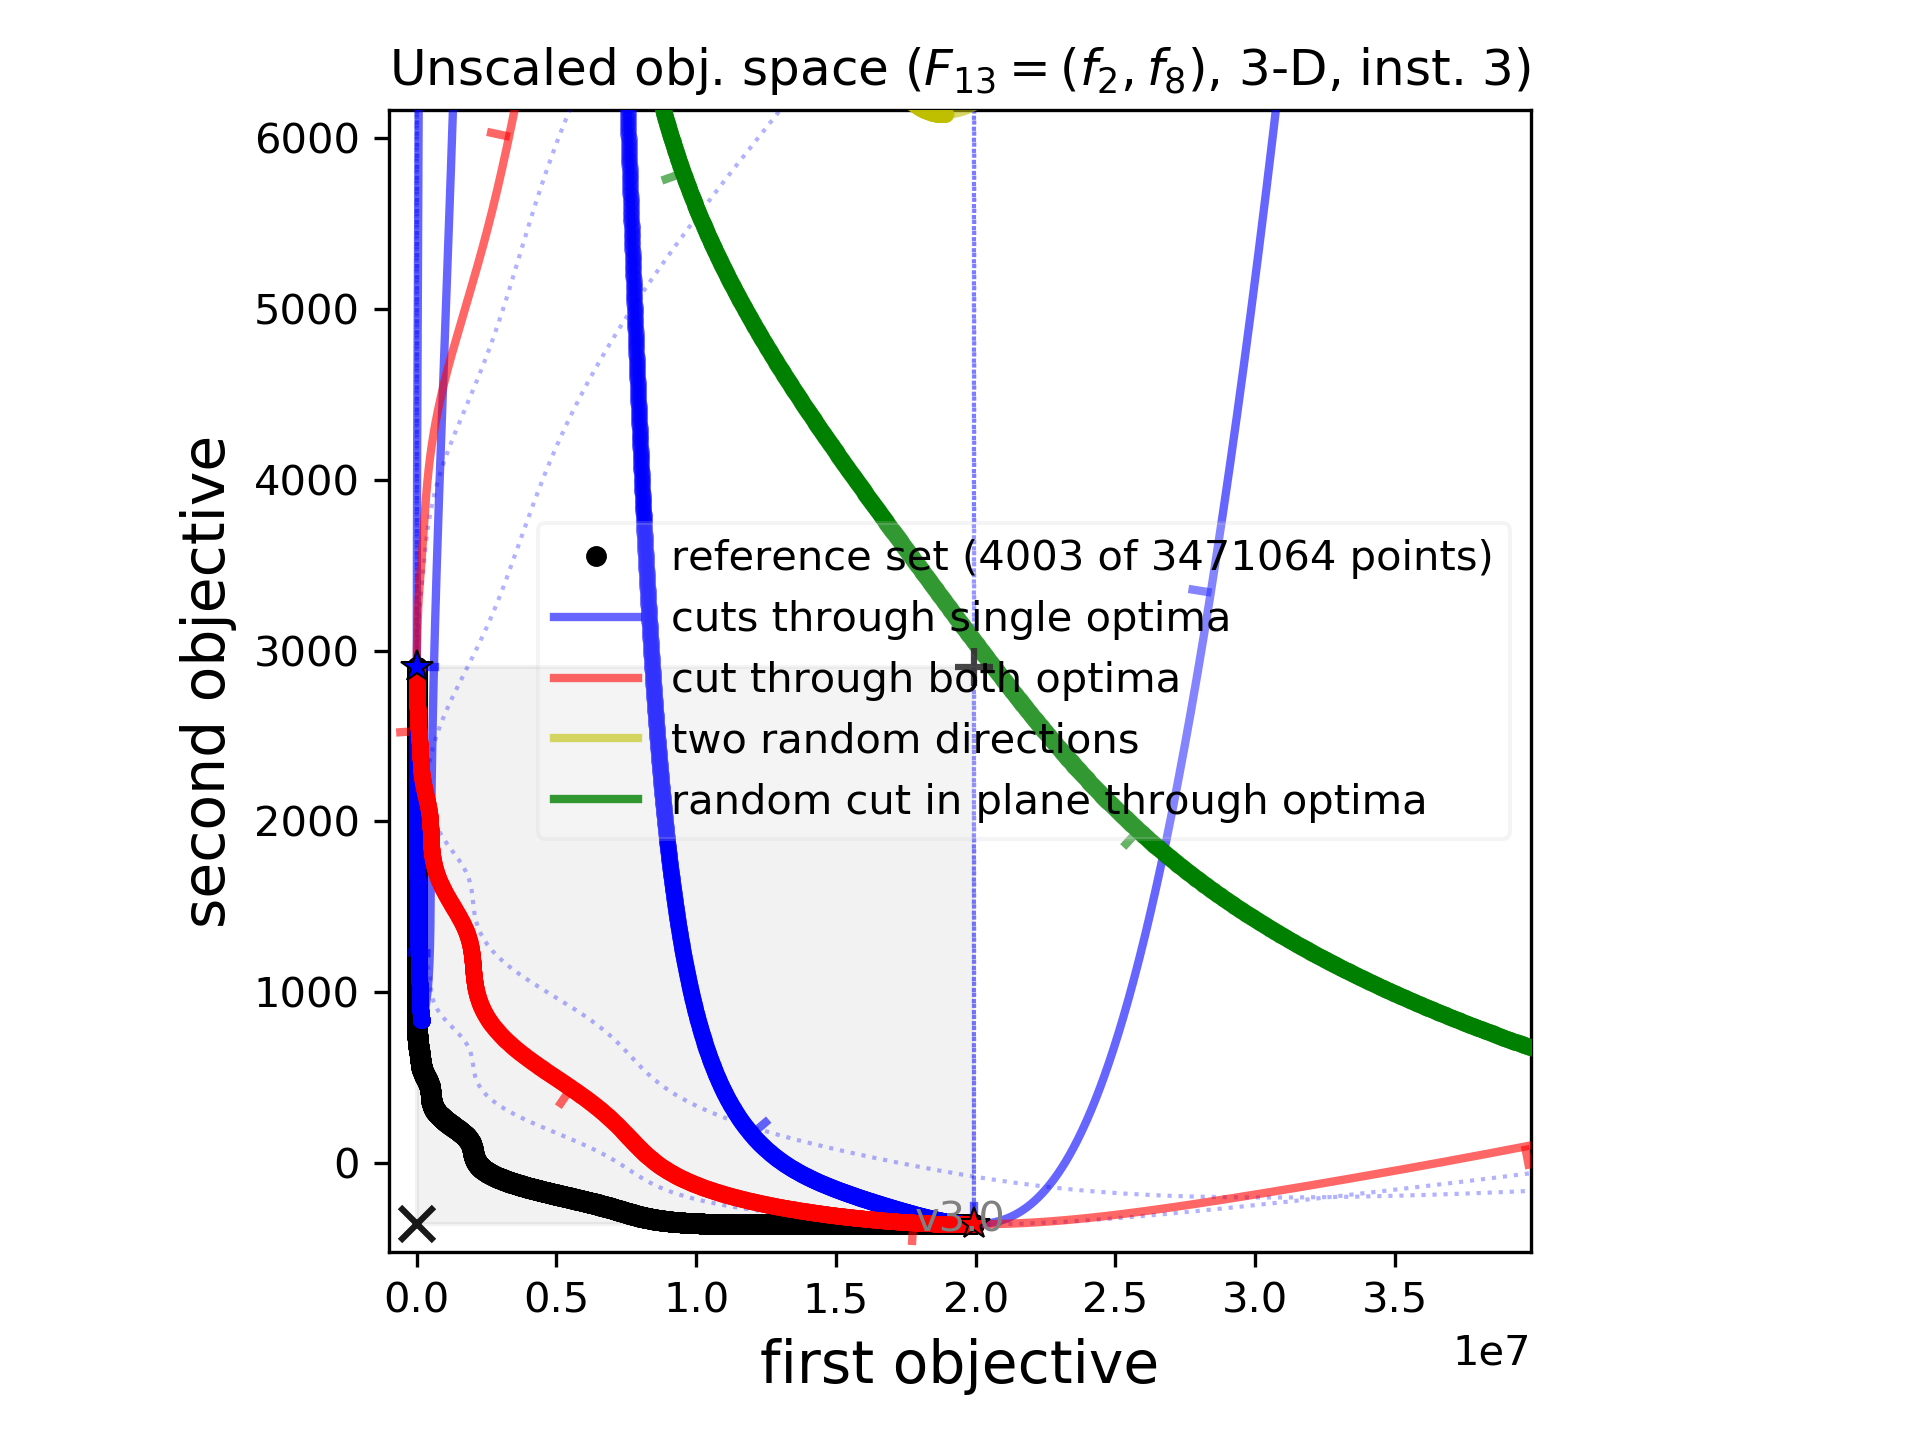 Unscaled obj. space (F₁₃ = (f₂, f₈), 3-D, inst. 3)
6000
5000
4000
3000
2000
1000
0
second objective
reference set (4003 of 3471064 points)
cuts through single optima
cut through both optima
two random directions
random cut in plane through optima
v3.0
0.0 0.5 1.0 1.5 2.0 2.5 3.0 3.5
1e7
first objective